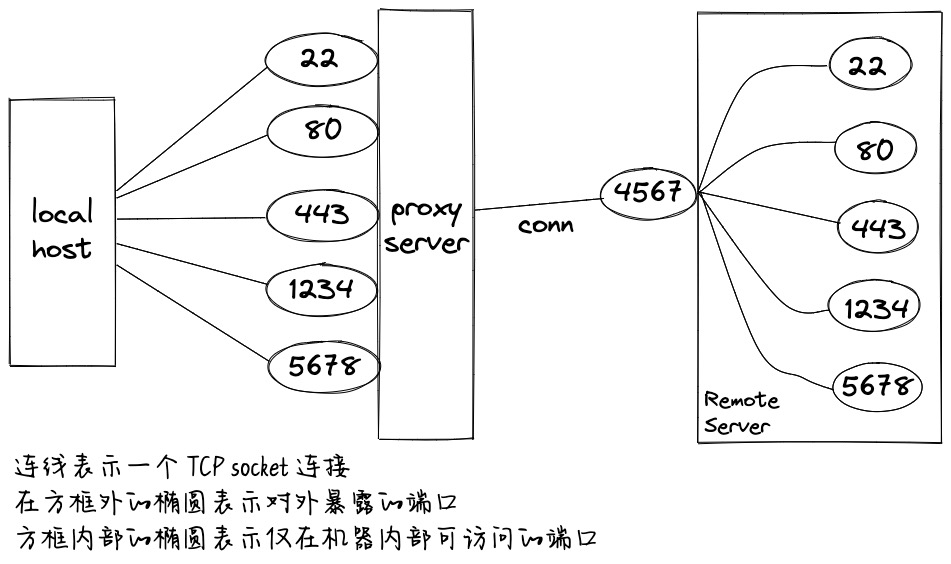 local
host
22
80
443
1234
5678
proxy
server
conn
4567
22
80
443
1234
5678
Remote
Server
连线表示一个 TCP socket 连接
在方框外的椭圆表示对外暴露的端口
方框内部的椭圆表示仅在机器内部可访问的端口